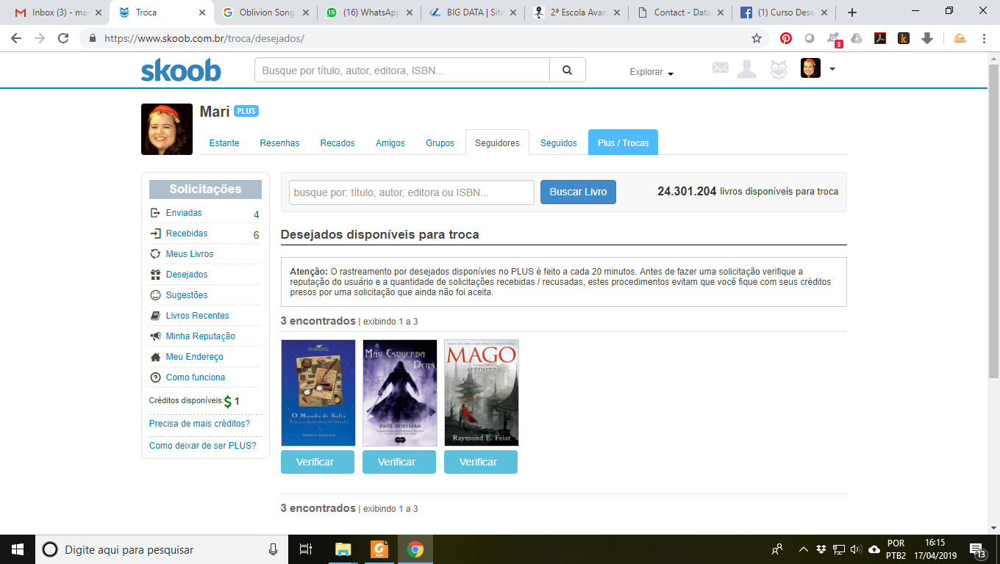 Inbox (3) - mar
Troca
Oblivion Song
(16) WhatsApp
BIG DATA | Site
2ª Escola Avan
Contact - Data
(1) Curso Dese
https://www.skoob.com.br/troca/desejados/
3
skoob
Busque por título, autor, editora, ISBN...
Explorar
Mari PLUS
Estante Resenhas Recados Amigos Grupos Seguidores Seguidos Plus / Trocas
Solicitações
Enviadas 4
Recebidas 6
Meus Livros
Desejados
Sugestões
Livros Recentes
Minha Reputação
Meu Endereço
Como funciona
Créditos disponíveis: $ 1
Precisa de mais créditos?
Como deixar de ser PLUS?
busque por: título, autor, editora ou ISBN...
Buscar Livro
24.301.204 livros disponíveis para troca
Desejados disponíveis para troca
Atenção: O rastreamento por desejados disponívies no PLUS é feito a cada 20 minutos. Antes de fazer uma solicitação verifique a
reputação do usuário e a quantidade de solicitações recebidas / recusadas, estes procedimentos evitam que você fique com seus créditos
presos por uma solicitação que ainda não foi aceita.
3 encontrados | exibindo 1 a 3
O Mundo de Sofia
Romance da história da filosofia
A
Mão Esquerda
de Deus
PAUL HOFFMAN
MAGO
APRENDIZ
Raymond E. Feist
Verificar
Verificar
Verificar
3 encontrados | exibindo 1 a 3
Digite aqui para pesquisar
POR
PTB2
16:15
17/04/2019
13